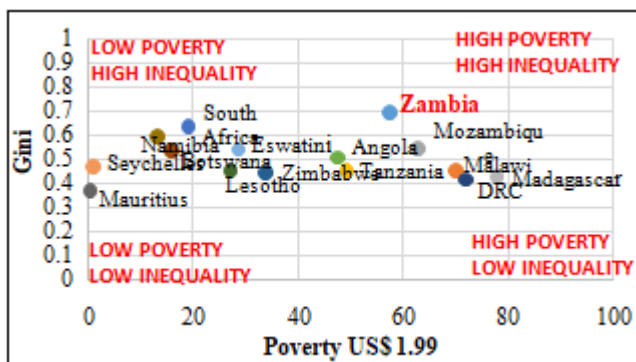 1
LOW POVERTY
HIGH INEQUALITY
HIGH POVERTY
HIGH INEQUALITY
0.9
0.8
0.7
South
Africa
Zambia
0.6
Namibia
Eswatini
Angola
Mozambiqu
e
0.5
Seychelles
Botswana
Zimbabwe
Tanzania
Malawi
0.4
Mauritius
Lesotho
DRC
Madagascar
0.3
0.2
0.1
LOW POVERTY
LOW INEQUALITY
HIGH POVERTY
LOW INEQUALITY
0
Gini
0 20 40 60 80 100
Poverty US$ 1.99